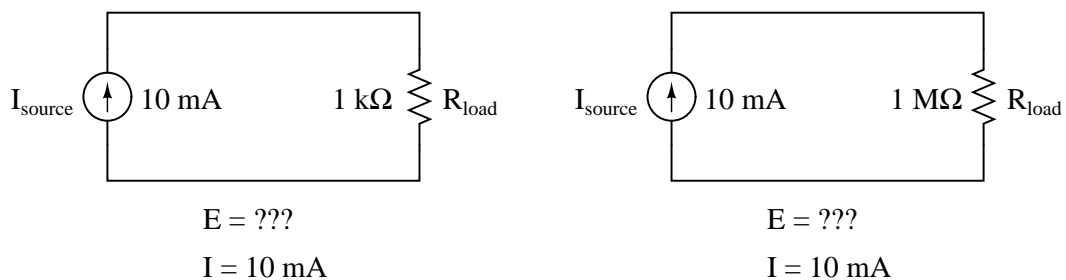 I_source 10 mA 1 kΩ R_load
E = ???
I = 10 mA
I_source 10 mA 1 MΩ R_load
E = ???
I = 10 mA